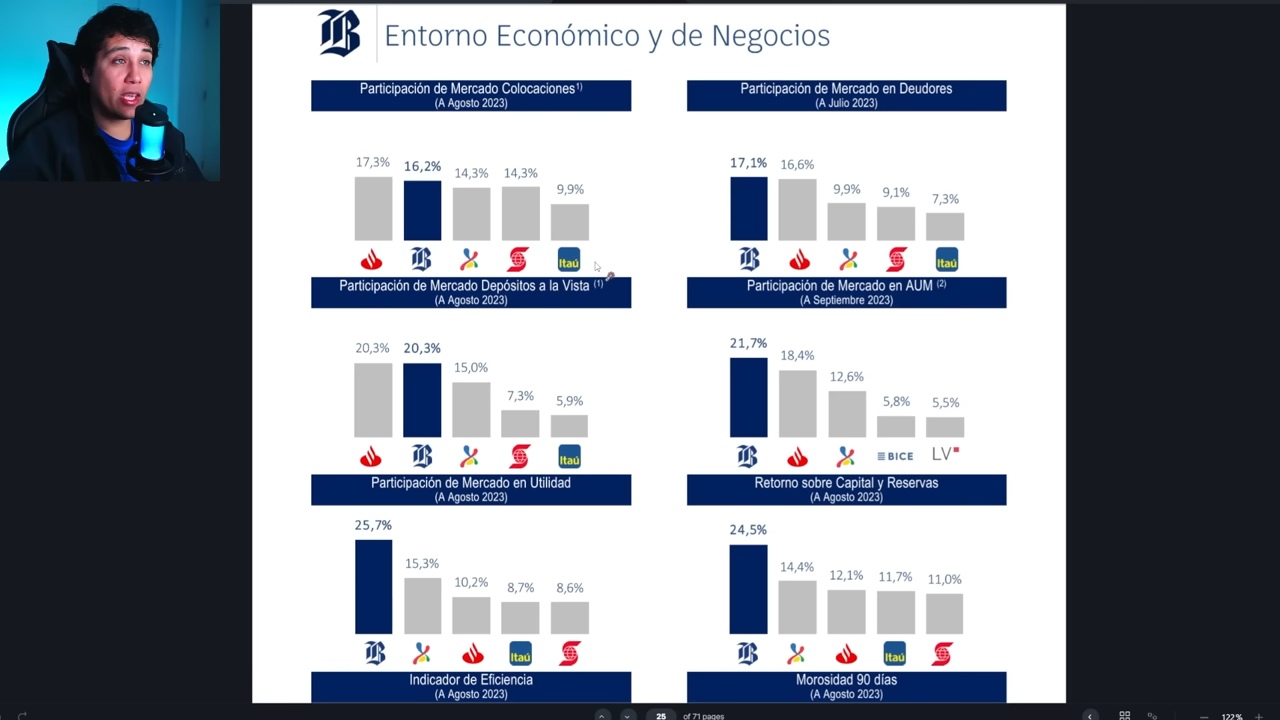 Entorno Económico y de Negocios
Participación de Mercado Colocaciones1)
(A Agosto 2023)
17,3%
16,2%
14,3%
14,3%
9,9%
Itaú
Participación de Mercado en Deudores
(A Julio 2023)
17,1%
16,6%
9,9%
9,1%
7,3%
Itaú
Participación de Mercado Depósitos a la Vista (1)
(A Agosto 2023)
20,3%
20,3%
15,0%
7,3%
5,9%
Itaú
Participación de Mercado en AUM (2)
(A Septiembre 2023)
21,7%
18,4%
12,6%
5,8%
5,5%
BICE
LV
Participación de Mercado en Utilidad
(A Agosto 2023)
25,7%
15,3%
10,2%
8,7%
8,6%
Itaú
Retorno sobre Capital y Reservas
(A Agosto 2023)
24,5%
14,4%
12,1%
11,7%
11,0%
Itaú
Indicador de Eficiencia
(A Agosto 2023)
Morosidad 90 días
(A Agosto 2023)
25 of 71 pages
122%